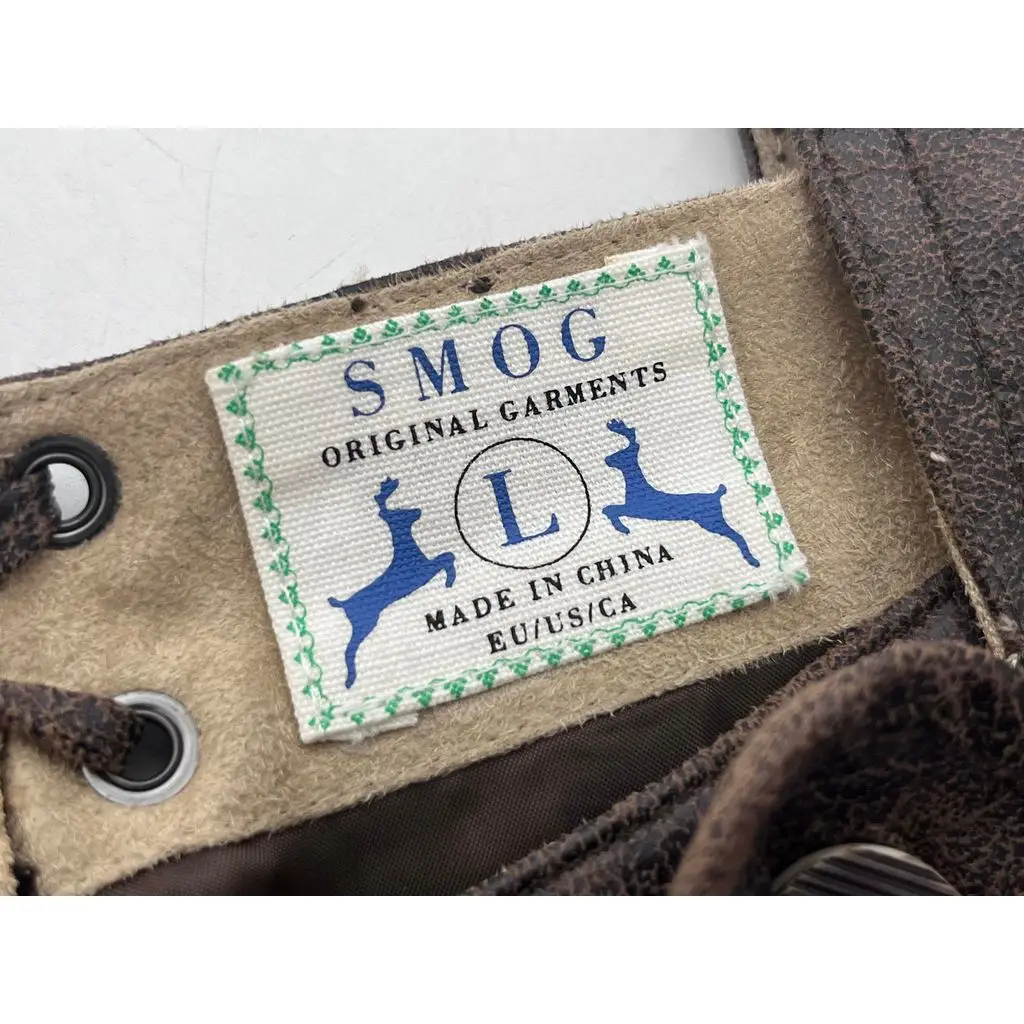 SMOG
ORIGINAL GARMENTS
L
MADE IN CHINA
EU/US/CA